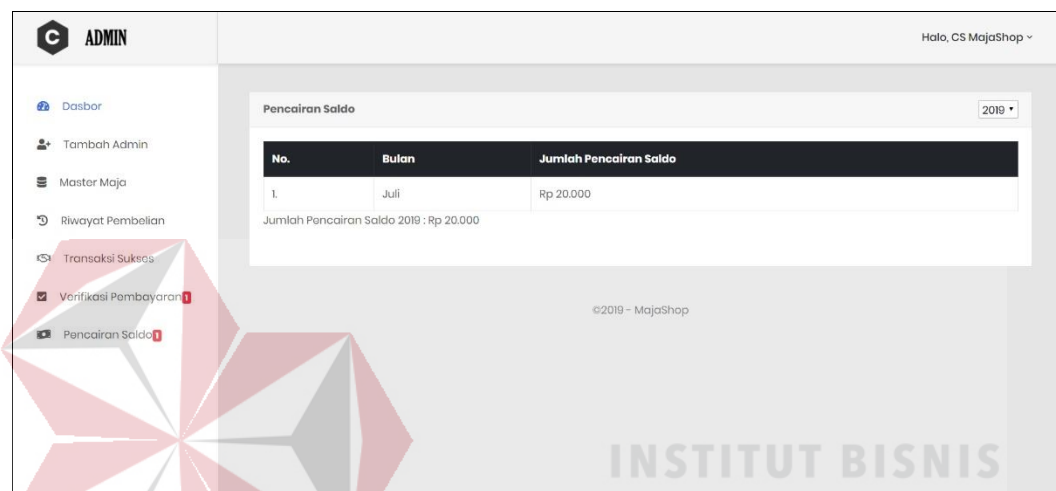 C ADMIN
Halo, CS MajaShop
Dasbor
Tambah Admin
Master Maja
Riwayat Pembelian
Transaksi Sukses
Verifikasi Pembayaran 1
Pencairan Saldo 1
Pencairan Saldo
2019
No. Bulan Jumlah Pencairan Saldo
1. Juli Rp 20.000
Jumlah Pencairan Saldo 2019 : Rp 20.000
©2019 - MajaShop
INSTITUT BISNIS